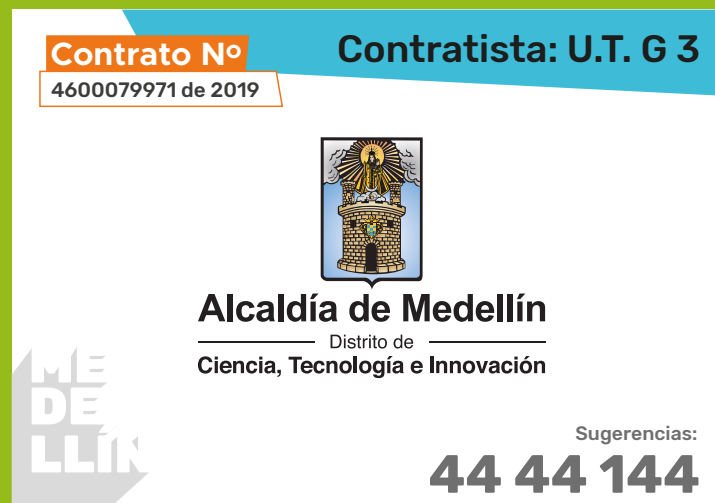 Contrato Nº
4600079971 de 2019
Contratista: U.T. G 3
Alcaldía de Medellín
Distrito de
Ciencia, Tecnología e Innovación
ME
DE
LLÍN
Sugerencias:
44 44 144